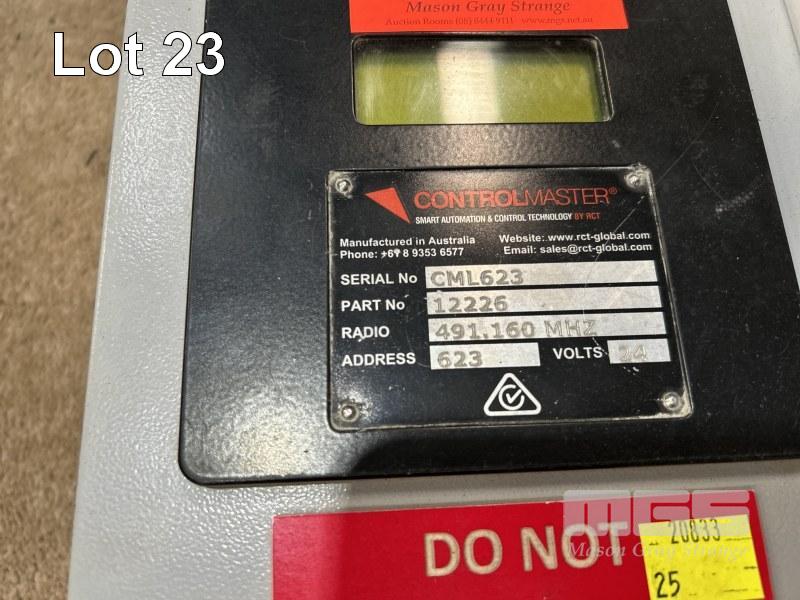 Lot 23
Mason Gray Strange
Auction Rooms (08) 8444 9111 www.mgs.net.au
CONTROLMASTER®
SMART AUTOMATION & CONTROL TECHNOLOGY BY RCT
Manufactured in Australia Website: www.rct-global.com
Phone: +61 8 9353 6577 Email: sales@rct-global.com
SERIAL No CML623
PART No 12226
RADIO 491.160 MHZ
ADDRESS 623 VOLTS 24
MGS
DO NOT 20833
Mason Gray Strange
25